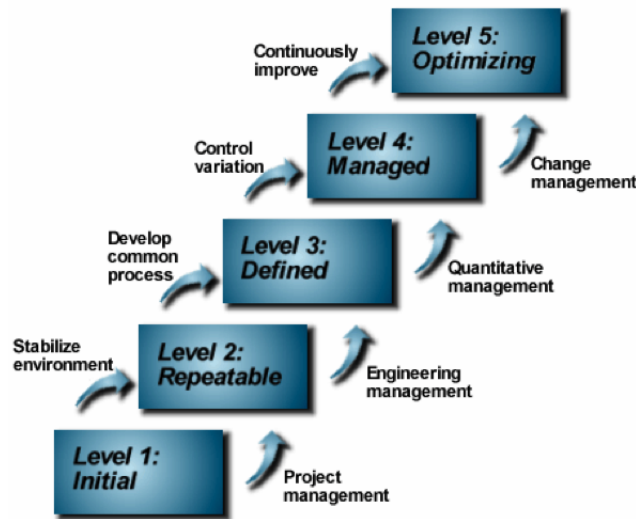 Continuously
improve
Level 5:
Optimizing
Control
variation
Level 4:
Managed
Change
management
Develop
common
process
Level 3:
Defined
Quantitative
management
Stabilize
environment
Level 2:
Repeatable
Engineering
management
Level 1:
Initial
Project
management